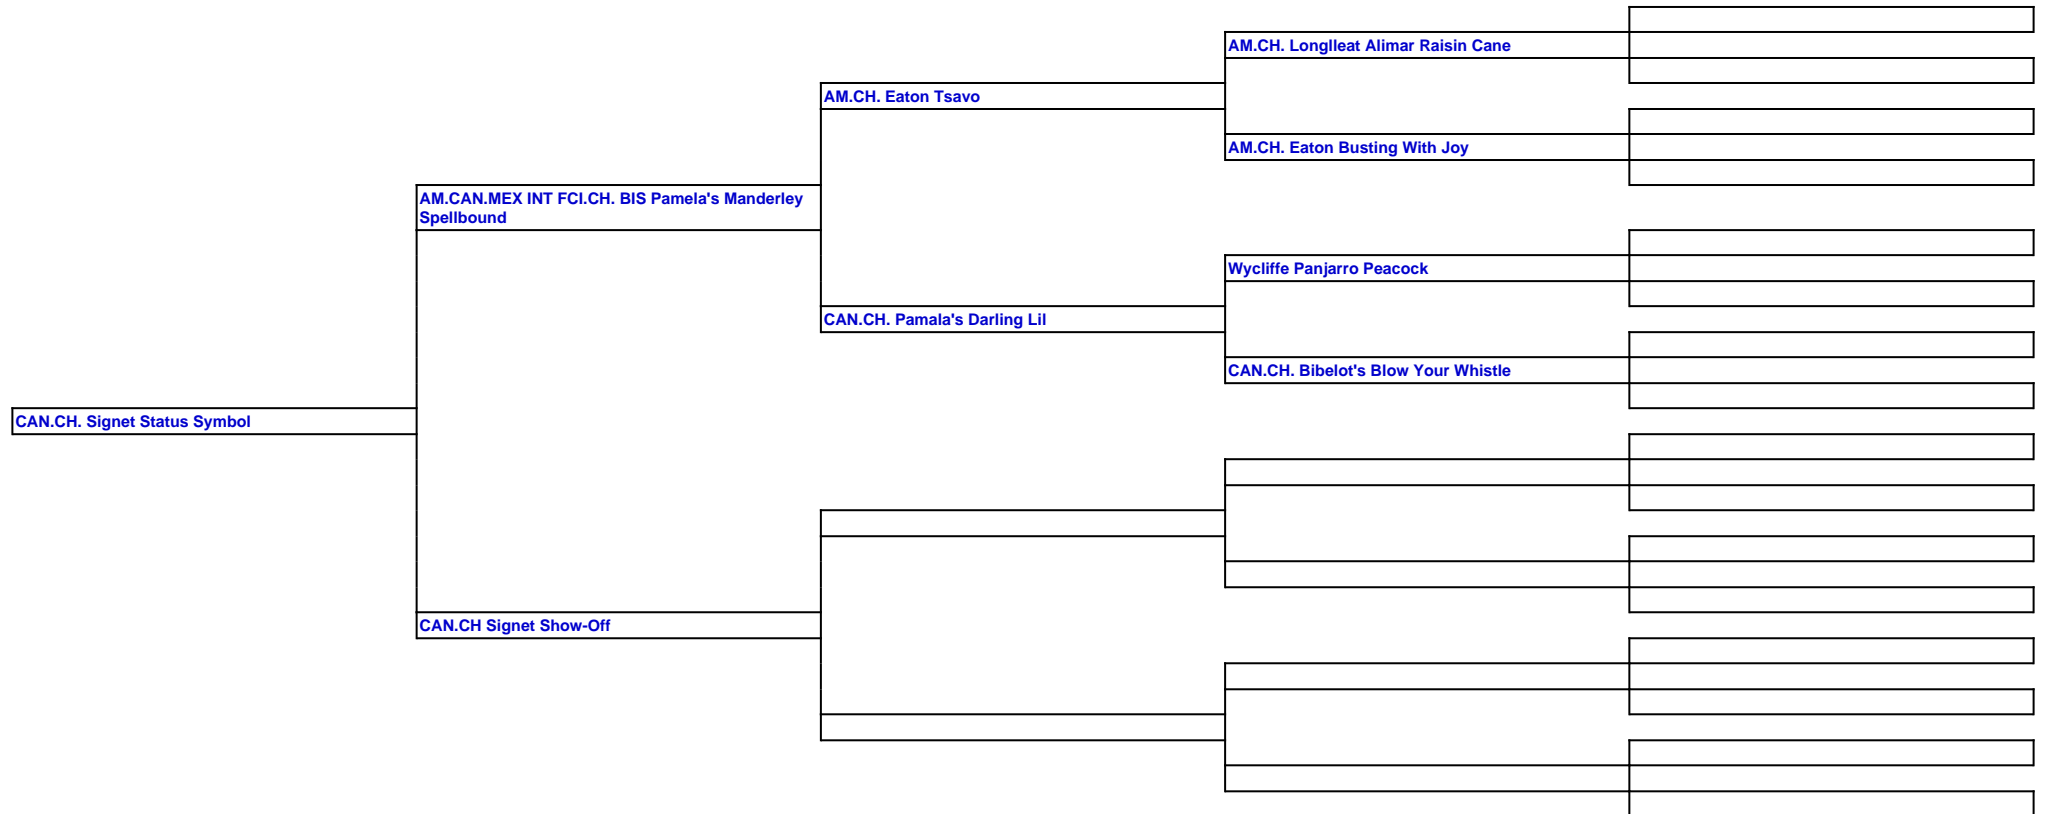 AM.CH. Longlleat Alimar Raisin Cane
AM.CH. Eaton Tsavo
AM.CH. Eaton Busting With Joy
AM.CAN.MEX INT FCI.CH. BIS Pamela's Manderley
Spellbound
Wycliffe Panjarro Peacock
CAN.CH. Pamala's Darling Lil
CAN.CH. Bibelot's Blow Your Whistle
CAN.CH. Signet Status Symbol
CAN.CH Signet Show-Off